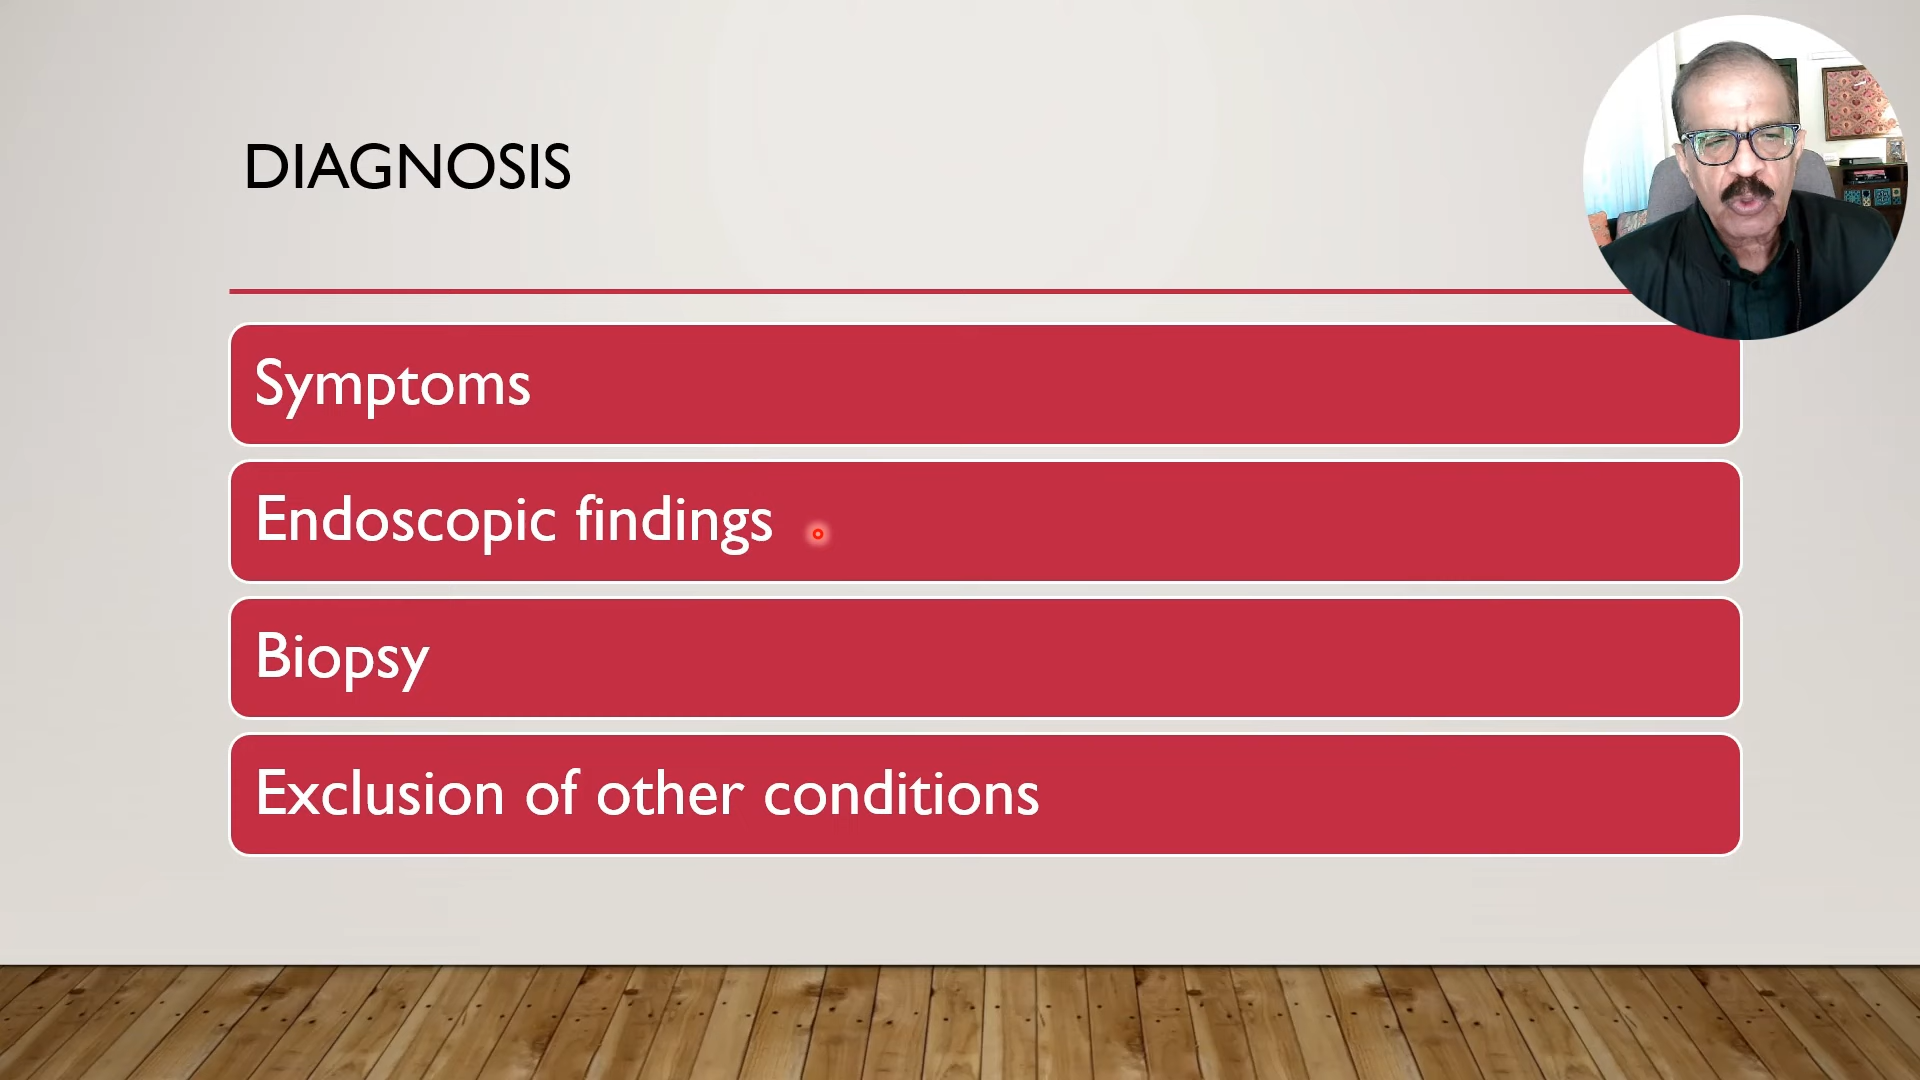 DIAGNOSIS
Symptoms
Endoscopic findings
Biopsy
Exclusion of other conditions